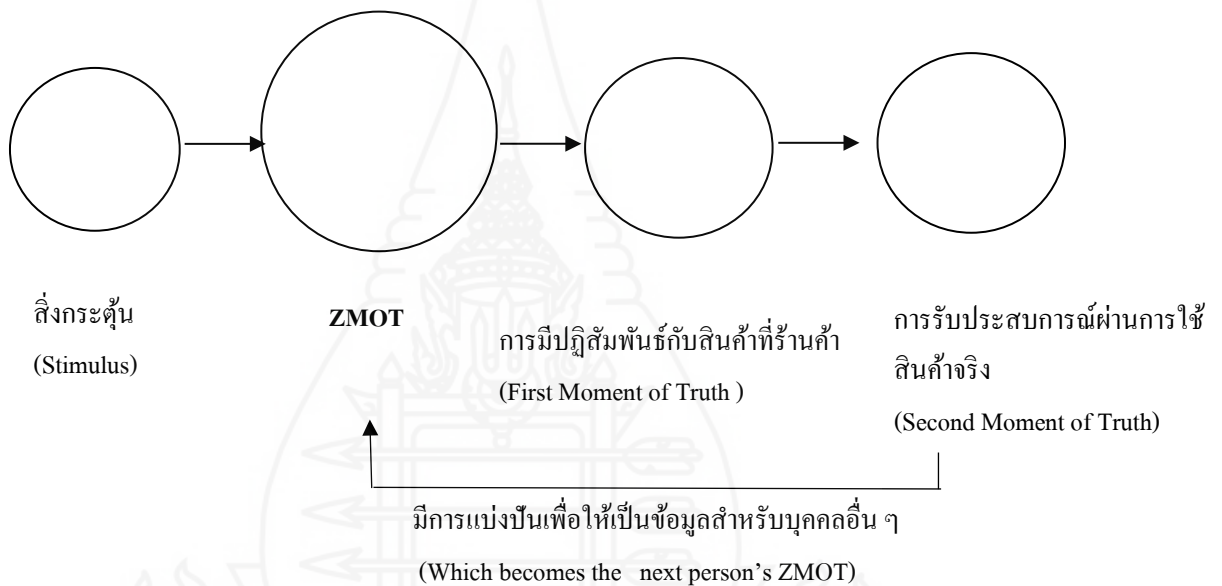 สิ่งกระตุ้น
(Stimulus)
ZMOT
การมีปฏิสัมพันธ์กับสินค้าที่ร้านค้า
(First Moment of Truth )
การรับประสบการณ์ผ่านการใช้
สินค้าจริง
(Second Moment of Truth)
มีการแบ่งปันเพื่อให้เป็นข้อมูลสำหรับบุคคลอื่น ๆ
(Which becomes the next person’s ZMOT)